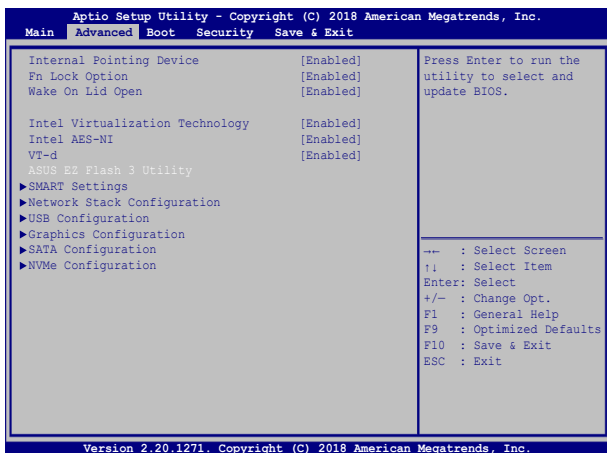 Aptio Setup Utility - Copyright (C) 2018 American Megatrends, Inc.
Main Advanced Boot Security Save & Exit
Internal Pointing Device [Enabled]
Fn Lock Option [Enabled]
Wake On Lid Open [Enabled]
Intel Virtualization Technology [Enabled]
Intel AES-NI [Enabled]
VT-d [Enabled]
ASUS EZ Flash 3 Utility
▶SMART Settings
▶Network Stack Configuration
▶USB Configuration
▶Graphics Configuration
▶SATA Configuration
▶NVMe Configuration
Press Enter to run the
utility to select and
update BIOS.
→← : Select Screen
↑↓ : Select Item
Enter: Select
+/— : Change Opt.
F1 : General Help
F9 : Optimized Defaults
F10 : Save & Exit
ESC : Exit
Version 2.20.1271. Copyright (C) 2018 American Megatrends, Inc.